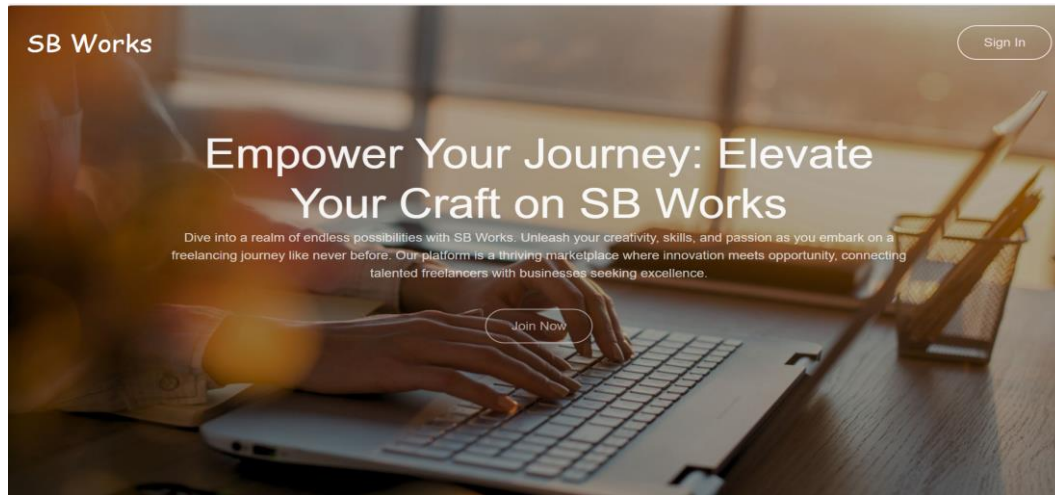 SB Works
Sign In
Empower Your Journey: Elevate
Your Craft on SB Works
Dive into a realm of endless possibilities with SB Works. Unleash your creativity, skills, and passion as you embark on a
freelancing journey like never before. Our platform is a thriving marketplace where innovation meets opportunity, connecting
talented freelancers with businesses seeking excellence.
Join Now